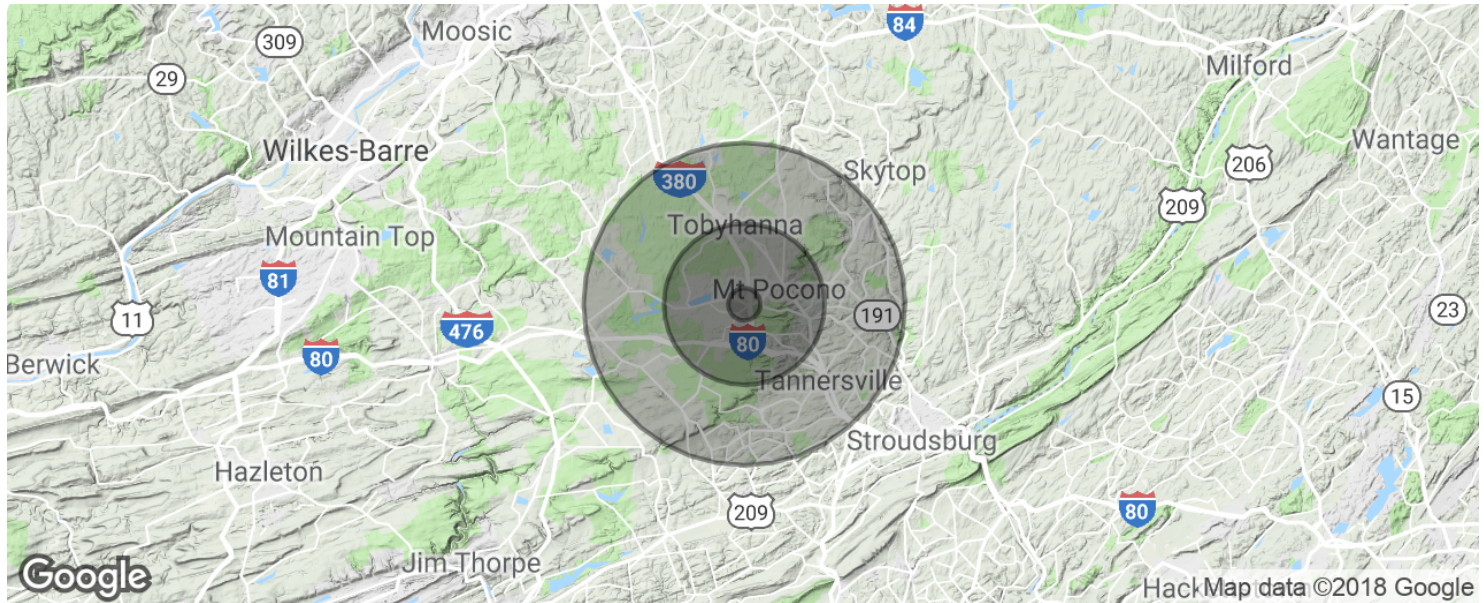 84
Moosic
309
Milford
29
Wantage
Wilkes-Barre
206
Skytop
380
209
Tobyhanna
Mountain Top
81
Mt Pocono
23
191
11
476
80
80
Berwick
Tannersville
15
Stroudsburg
Hazleton
209
80
Jim Thorpe
Google
Map data ©2018 Google